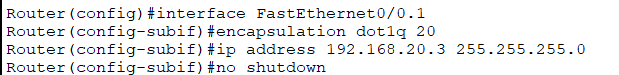 Router(config)#interface FastEthernet0/0.1
Router(config-subif)#encapsulation dot1q 20
Router(config-subif)#ip address 192.168.20.3 255.255.255.0
Router(config-subif)#no shutdown